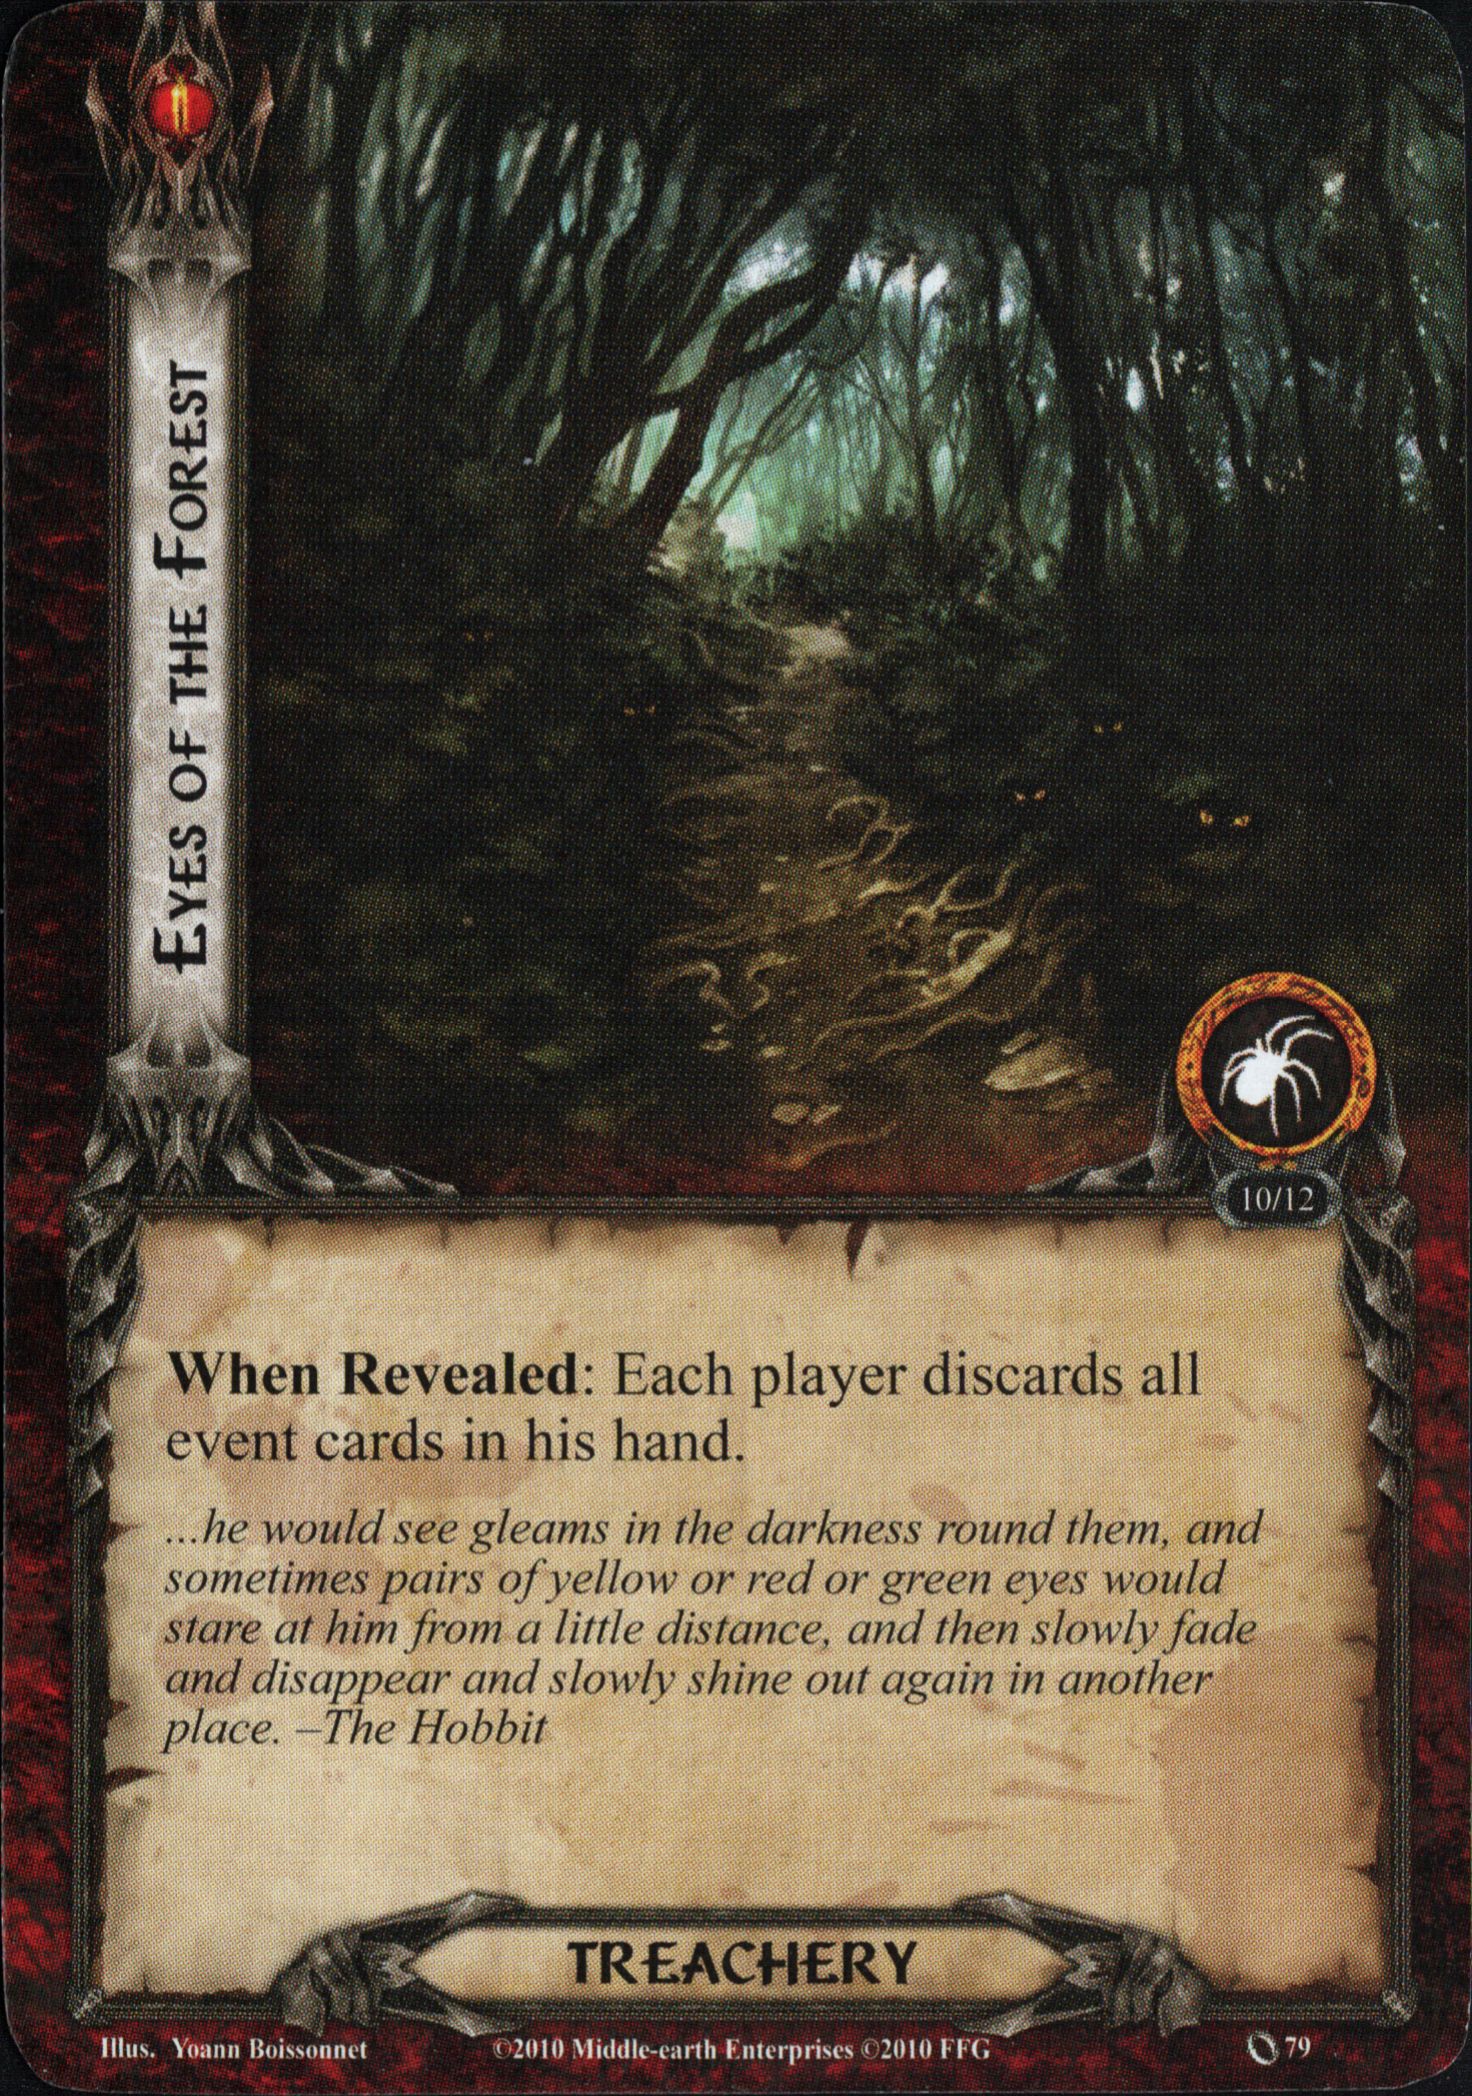 Eyes of the Forest
10/12
When Revealed: Each player discards all
event cards in his hand.
...he would see gleams in the darkness round them, and
sometimes pairs of yellow or red or green eyes would
stare at him from a little distance, and then slowly fade
and disappear and slowly shine out again in another
place. –The Hobbit
TREACHERY
Illus. Yoann Boissonnet
©2010 Middle-earth Enterprises ©2010 FFG
79